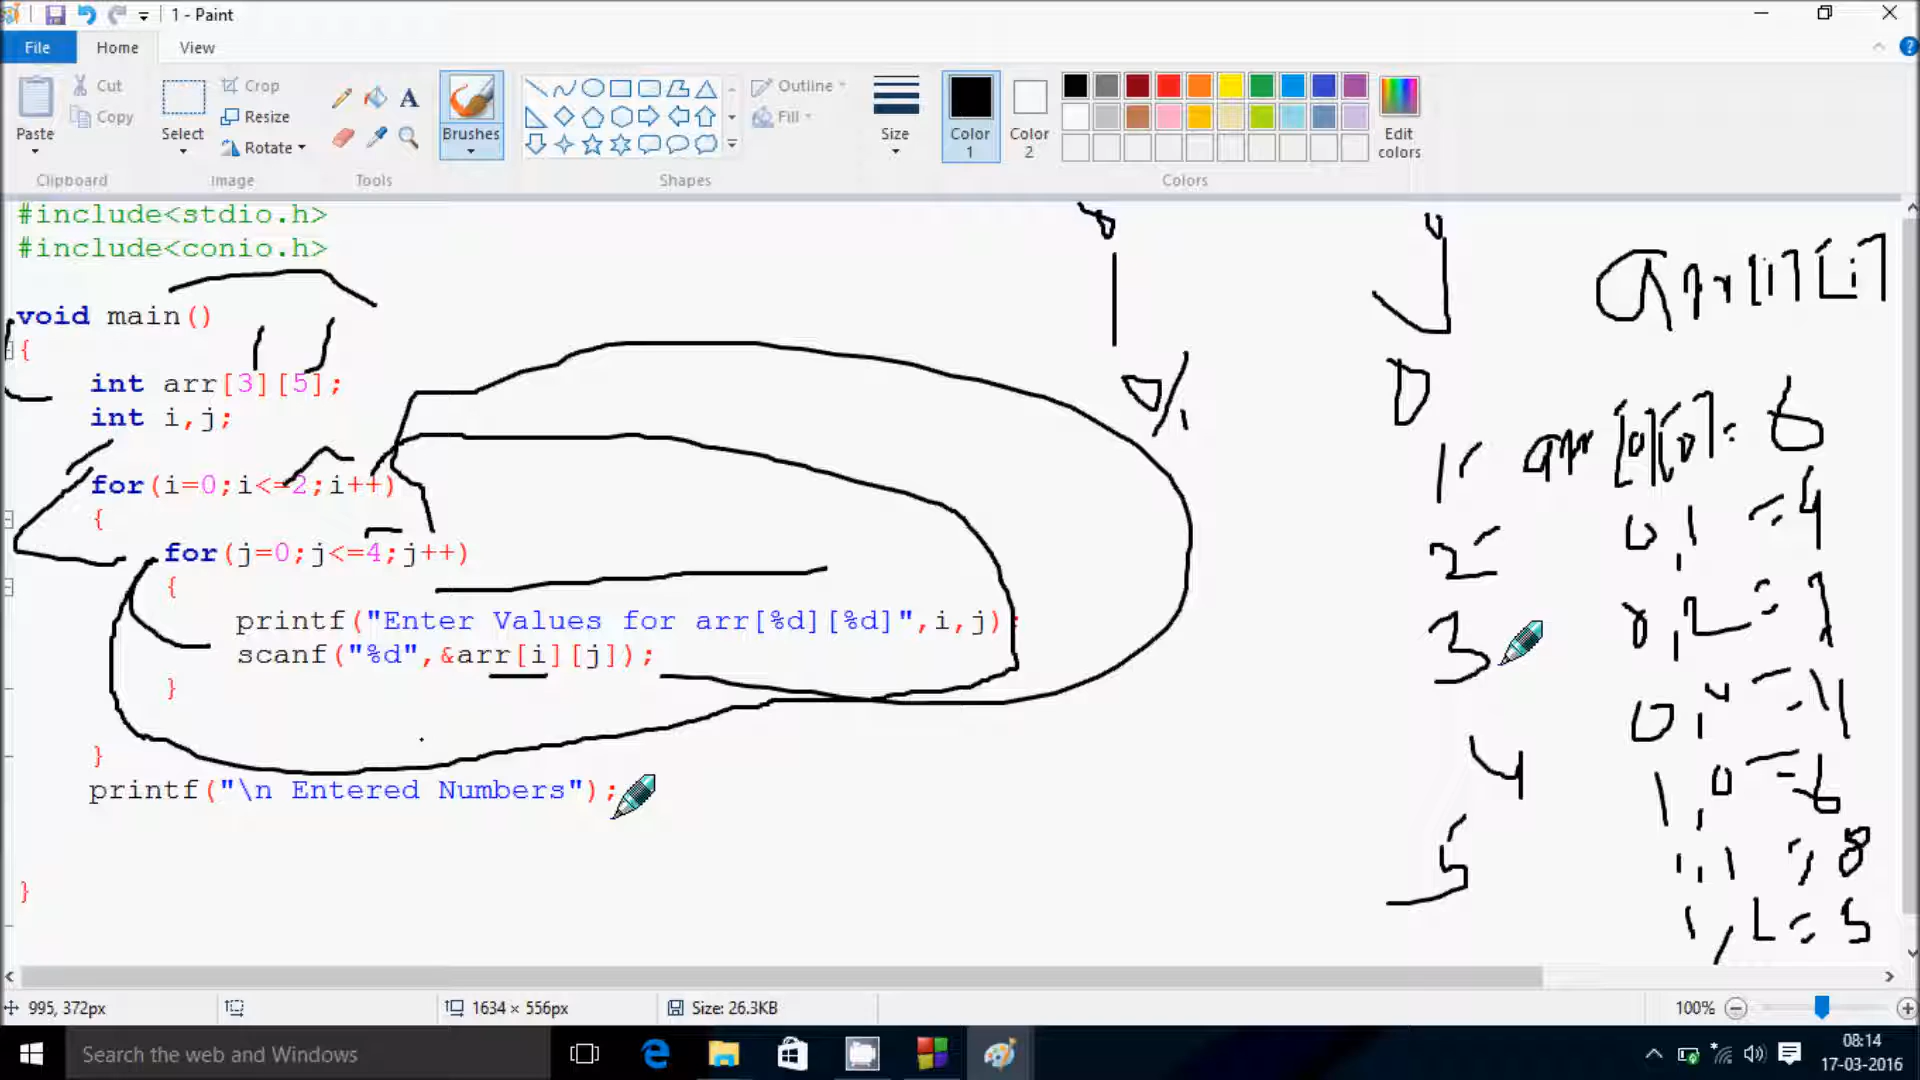 1 - Paint
File Home View
Paste
Cut
Copy
Clipboard
Select
Crop
Resize
Rotate
Image
Tools
Brushes
Shapes
Outline
Fill
Size
Color 1
Color 2
Edit colors
Colors
#include<stdio.h>
#include<conio.h>
void main()
{
int arr[3][5];
int i,j;
for(i=0;i<=2;i++)
{
for(j=0;j<=4;j++)
{
printf("Enter Values for arr[%d][%d]",i,j);
scanf("%d",&arr[i][j]);
}
}
printf("\n Entered Numbers");
}
0
1
2
3
4
5
arr[0][0]= 6
0,1 =4
1,0 =6
1,1 = 8
995, 372px
1634 × 556px
Size: 26.3KB
100%
Search the web and Windows
08:14
17-03-2016